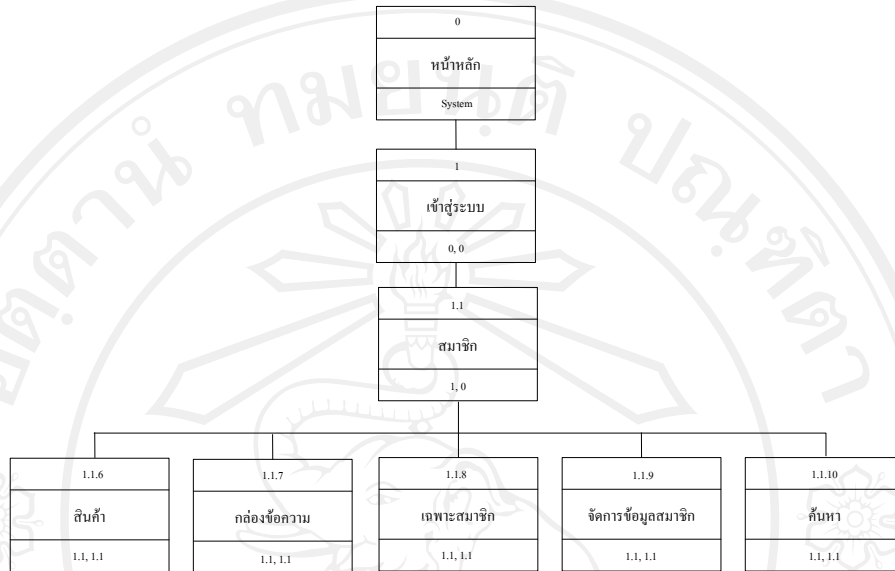 0
หน้าหลัก
System
1
เข้าสู่ระบบ
0, 0
1.1
สมาชิก
1, 0
1.1.6
สินค้า
1.1, 1.1
1.1.7
กล่องข้อความ
1.1, 1.1
1.1.8
เฉพาะสมาชิก
1.1, 1.1
1.1.9
จัดการข้อมูลสมาชิก
1.1, 1.1
1.1.10
ค้นหา
1.1, 1.1